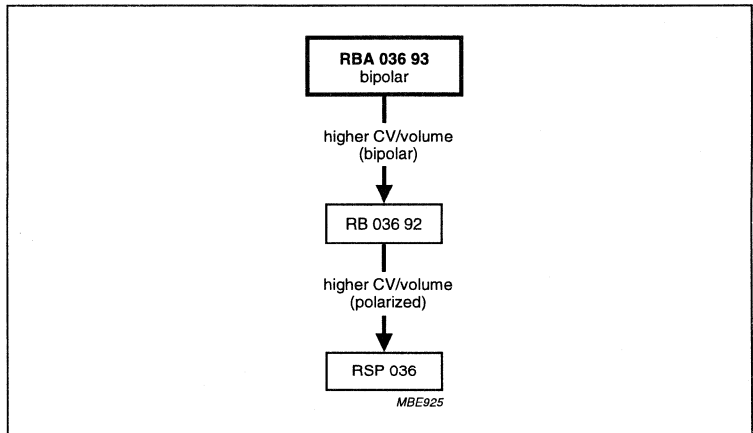 RBA 036 93
bipolar
higher CV/volume
(bipolar)
RB 036 92
higher CV/volume
(polarized)
RSP 036
MBE925